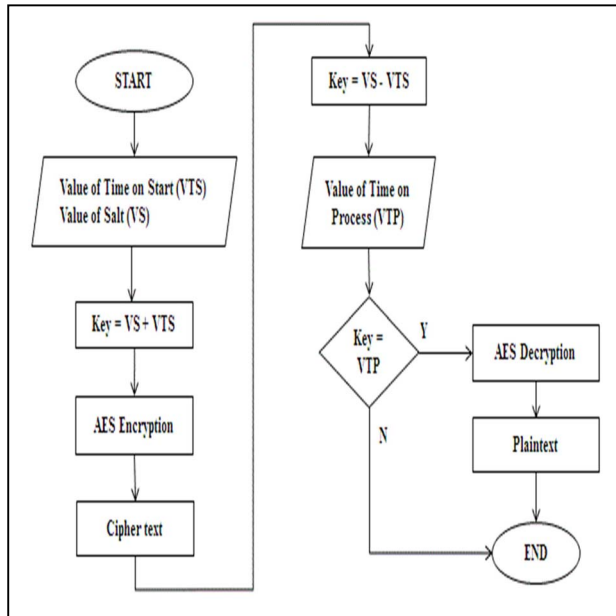 START
Value of Time on Start (VTS)
Value of Salt (VS)
Key = VS + VTS
AES Encryption
Cipher text
Key = VS - VTS
Value of Time on
Process (VTP)
Key =
VTP
Y
N
AES Decryption
Plaintext
END